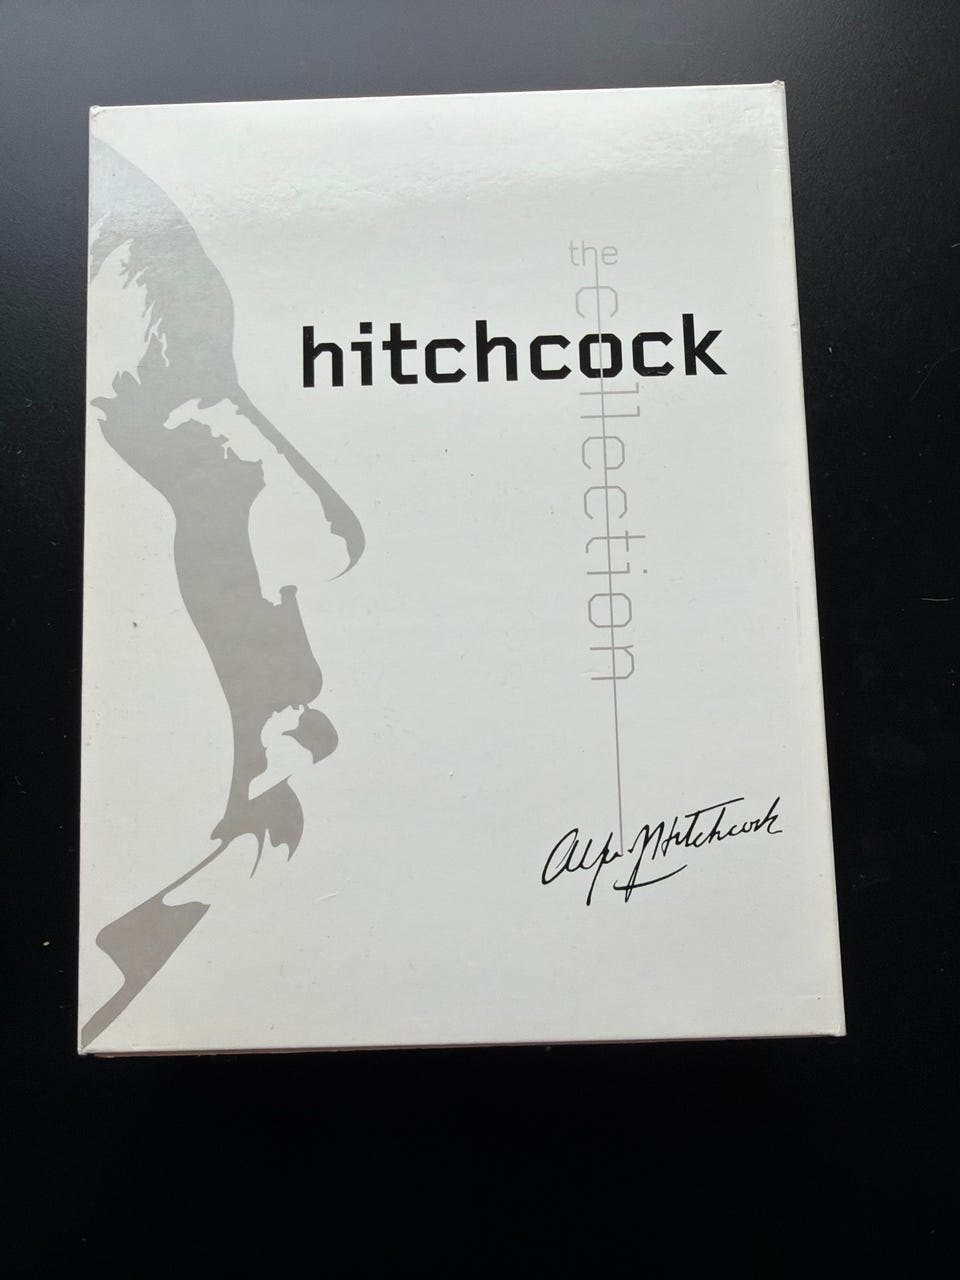 the
hitchcock
collection
Alfred Hitchcock